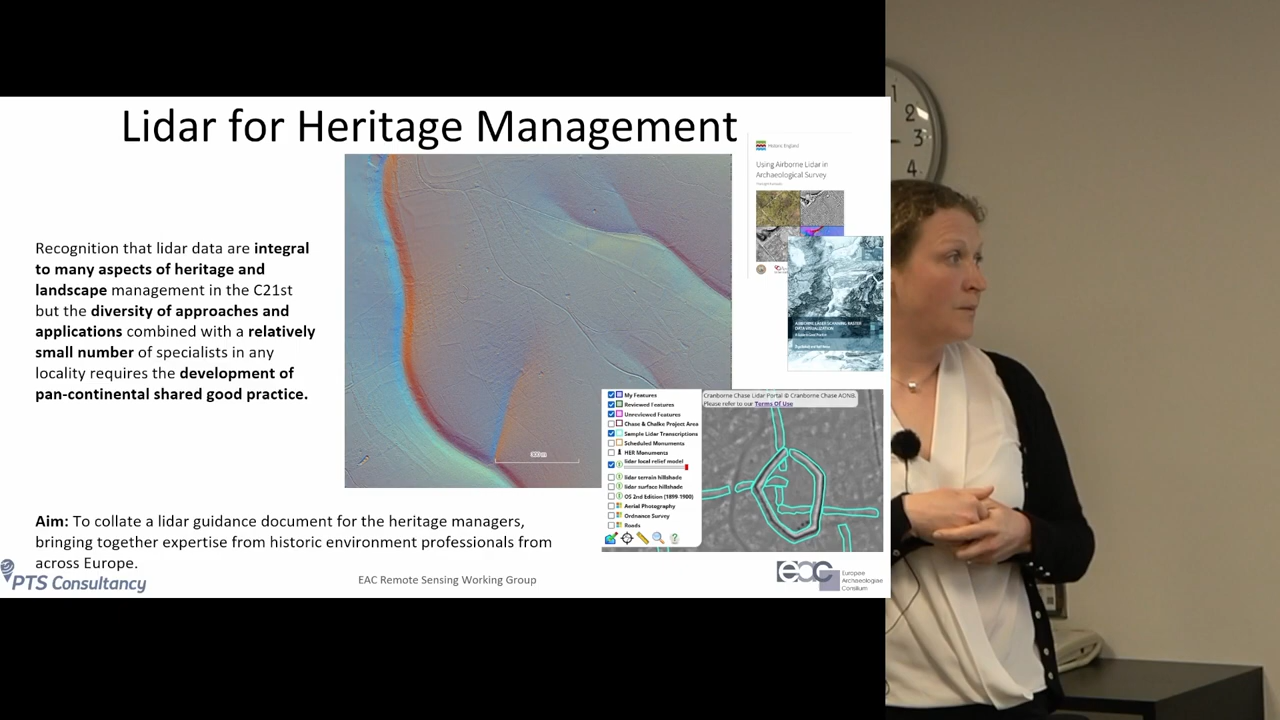 Lidar for Heritage Management
Recognition that lidar data are integral
to many aspects of heritage and
landscape management in the C21st
but the diversity of approaches and
applications combined with a relatively
small number of specialists in any
locality requires the development of
pan-continental shared good practice.
Historic England
Using Airborne Lidar in
Archaeological Survey
My Features
Reviewed Features
Unreviewed Features
Chase & Chalke Project Area
Sample Lidar Transcriptions
Scheduled Monuments
HER Monuments
lidar local relief model
lidar terrain hillshade
lidar surface hillshade
OS 2nd Edition (1899-1900)
Aerial Photography
Ordnance Survey
Roads
Cranborne Chase Lidar Portal © Cranborne Chase AONB.
Please refer to our Terms Of Use
Aim: To collate a lidar guidance document for the heritage managers,
bringing together expertise from historic environment professionals from
across Europe.
PTS Consultancy
EAC Remote Sensing Working Group
eac
Europae
Archaeologiae
Consilium
1
2
3
4